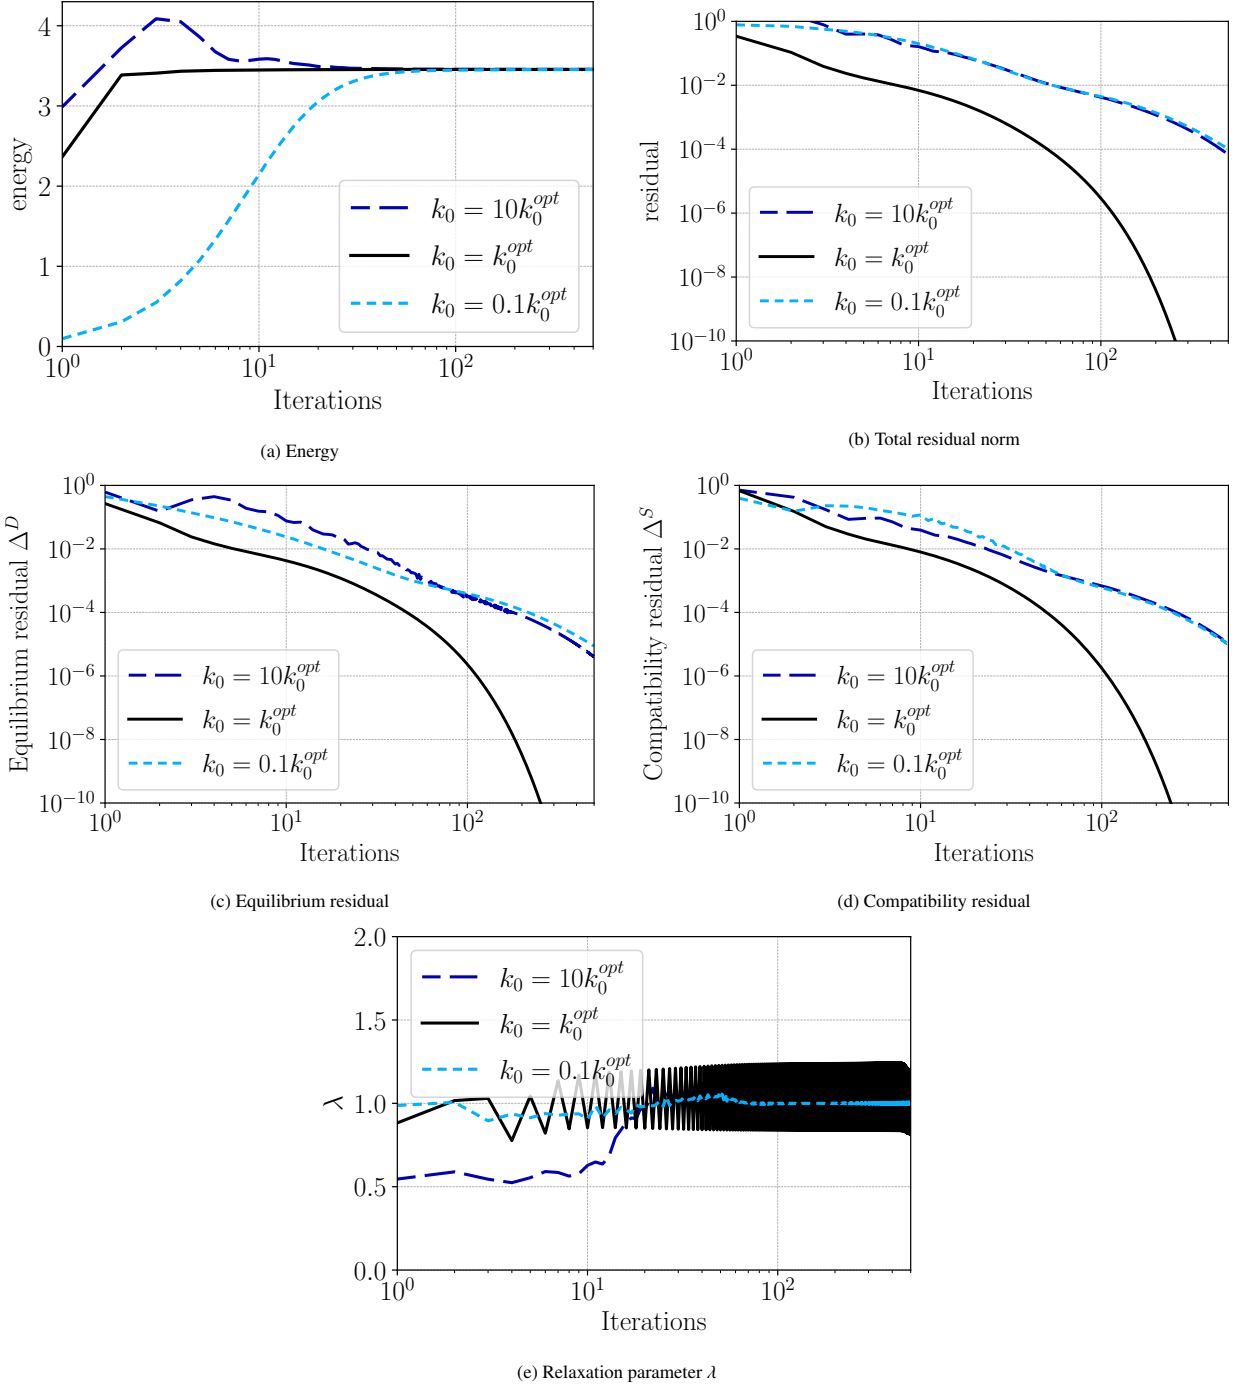 energy
4
3
2
1
0
10^0
10^1
10^2
Iterations
k_0 = 10k_0^{opt}
k_0 = k_0^{opt}
k_0 = 0.1k_0^{opt}
(a) Energy
residual
10^0
10^{-2}
10^{-4}
10^{-6}
10^{-8}
10^{-10}
10^0
10^1
10^2
Iterations
k_0 = 10k_0^{opt}
k_0 = k_0^{opt}
k_0 = 0.1k_0^{opt}
(b) Total residual norm
Equilibrium residual Δ^D
10^0
10^{-2}
10^{-4}
10^{-6}
10^{-8}
10^{-10}
10^0
10^1
10^2
Iterations
k_0 = 10k_0^{opt}
k_0 = k_0^{opt}
k_0 = 0.1k_0^{opt}
(c) Equilibrium residual
Compatibility residual Δ^S
10^0
10^{-2}
10^{-4}
10^{-6}
10^{-8}
10^{-10}
10^0
10^1
10^2
Iterations
k_0 = 10k_0^{opt}
k_0 = k_0^{opt}
k_0 = 0.1k_0^{opt}
(d) Compatibility residual
λ
2.0
1.5
1.0
0.5
0.0
10^0
10^1
10^2
Iterations
k_0 = 10k_0^{opt}
k_0 = k_0^{opt}
k_0 = 0.1k_0^{opt}
(e) Relaxation parameter λ